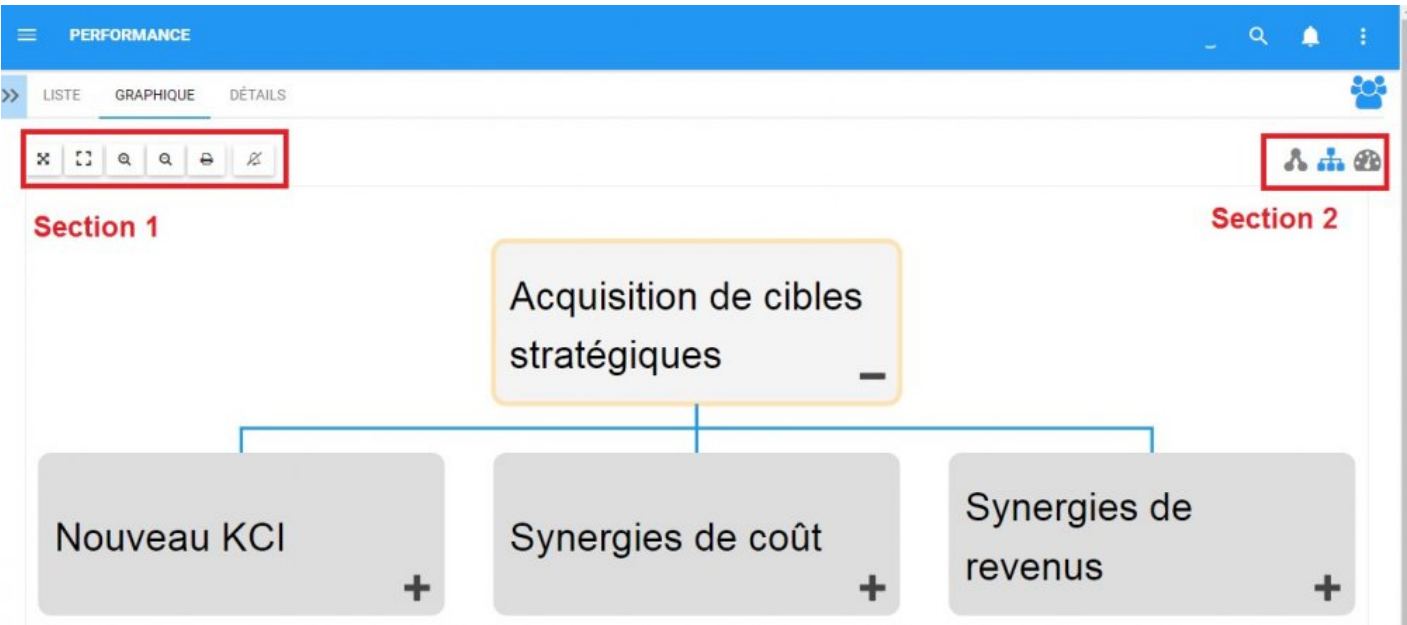 PERFORMANCE
LISTE GRAPHIQUE DÉTAILS
Section 1
Section 2
Acquisition de cibles
stratégiques
Nouveau KCI
Synergies de coût
Synergies de
revenus